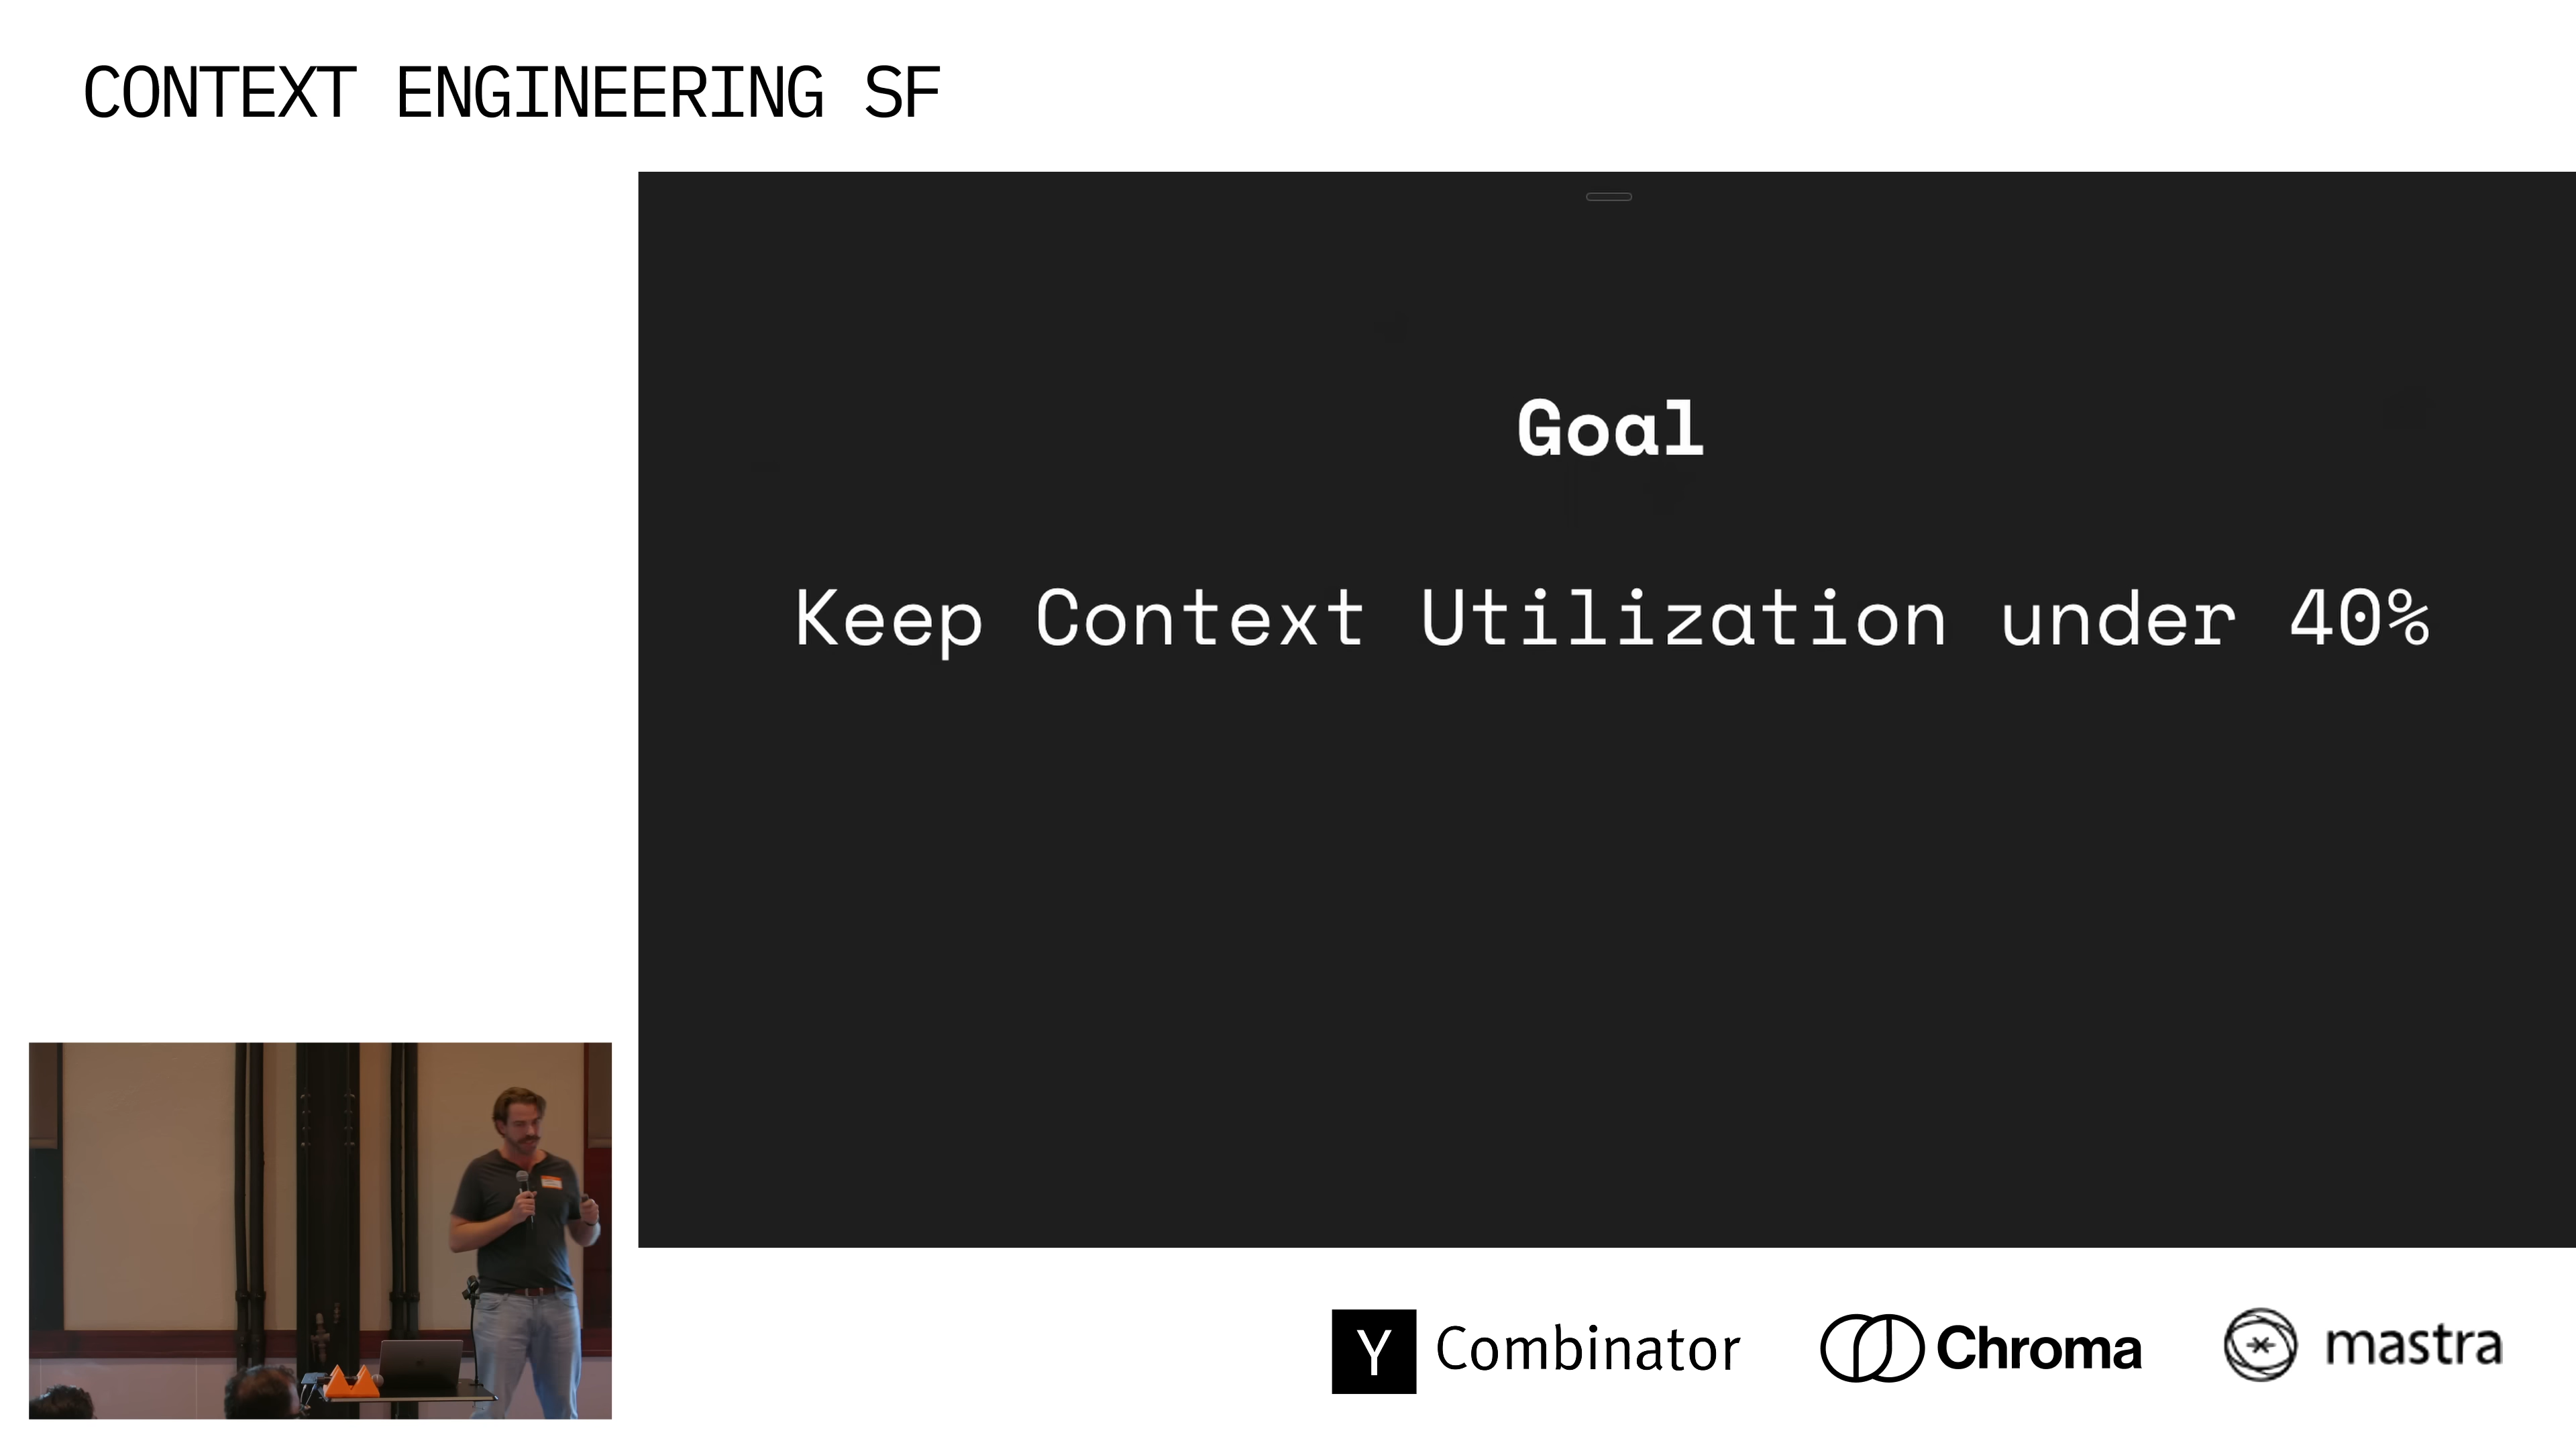 CONTEXT ENGINEERING SF
Goal
Keep Context Utilization under 40%
Y Combinator
Chroma
mastra